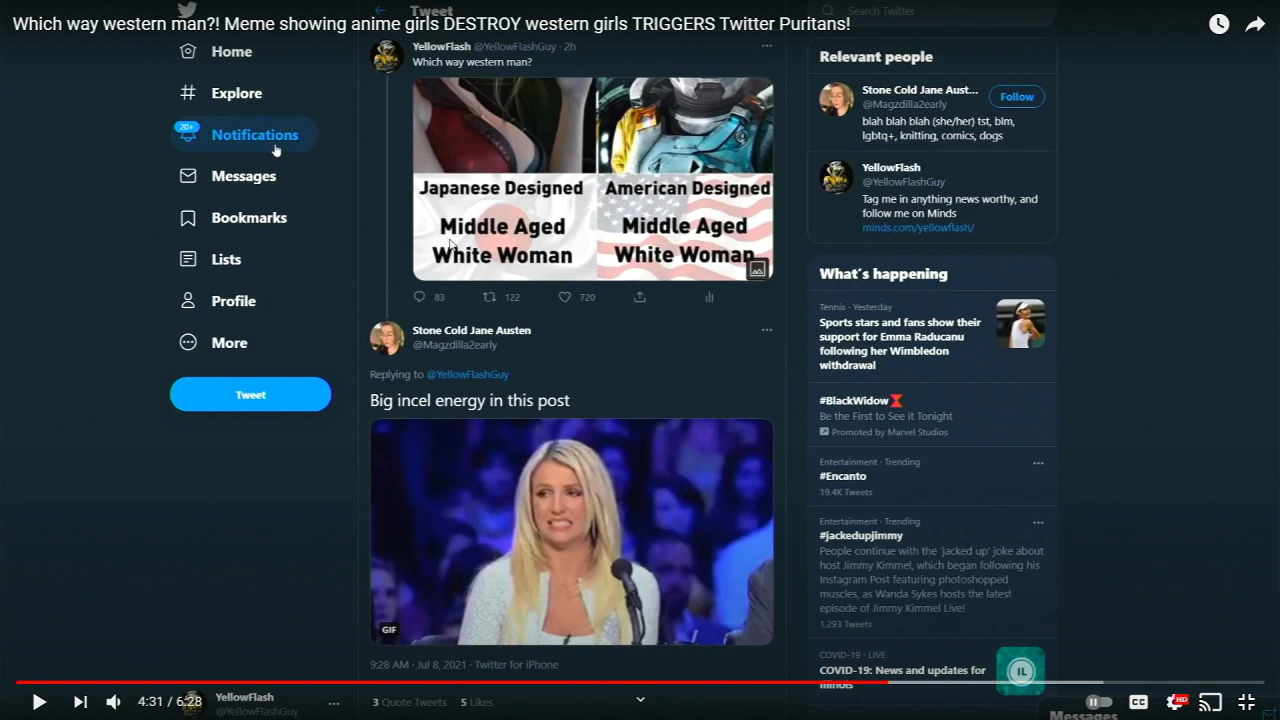 Which way western man?! Meme showing anime girls DESTROY western girls TRIGGERS Twitter Puritans!
Tweet
Search Twitter
Home
Explore
20+
Notifications
Messages
Bookmarks
Lists
Profile
More
Tweet
YellowFlash @YellowFlashGuy · 2h
Which way western man?
Japanese Designed
Middle Aged
White Woman
American Designed
Middle Aged
White Woman
83
122
720
Stone Cold Jane Austen
@Magzdilla2early
Replying to @YellowFlashGuy
Big incel energy in this post
GIF
9:28 AM · Jul 8, 2021 · Twitter for iPhone
3 Quote Tweets 5 Likes
Relevant people
Stone Cold Jane Aust...
@Magzdilla2early
Follow
blah blah blah (she/her) tst, blm,
lgbtq+, knitting, comics, dogs
YellowFlash
@YellowFlashGuy
Tag me in anything news worthy, and
follow me on Minds
minds.com/yellowflash/
What's happening
Tennis · Yesterday
Sports stars and fans show their
support for Emma Raducanu
following her Wimbledon
withdrawal
#BlackWidow
Be the First to See it Tonight
Promoted by Marvel Studios
Entertainment · Trending
#Encanto
19.4K Tweets
Entertainment · Trending
#jackedupjimmy
People continue with the 'jacked up' joke about
host Jimmy Kimmel, which began following his
Instagram Post featuring photoshopped
muscles, as Wanda Sykes hosts the latest
episode of Jimmy Kimmel Live!
1,293 Tweets
COVID-19 · LIVE
COVID-19: News and updates for
Illinois
IL
Messages
YellowFlash
@YellowFlashGuy
4:31 / 6:28
CC
HD